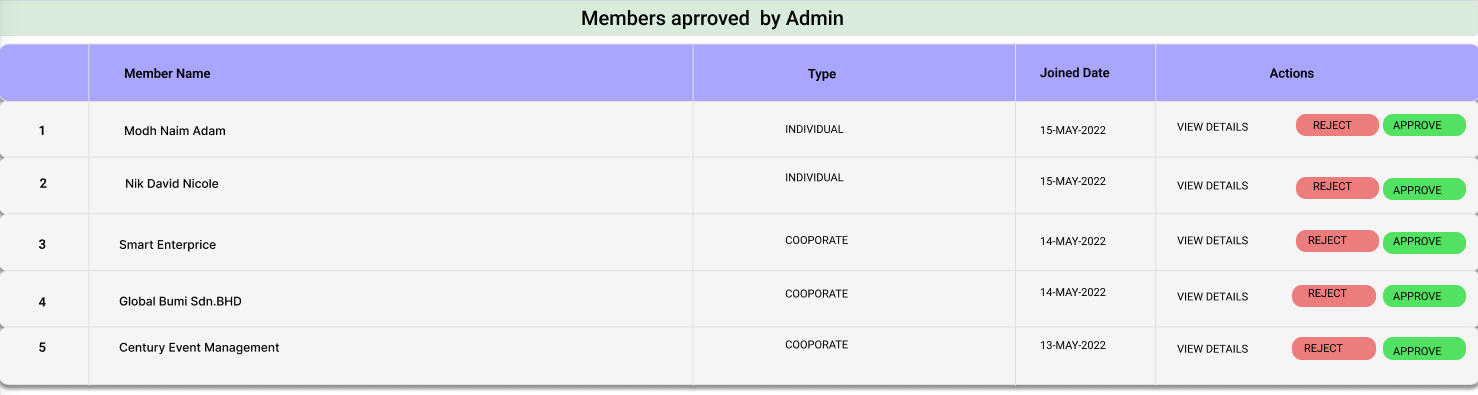 Members aprroved by Admin
Member Name Type Joined Date Actions
1 Modh Naim Adam INDIVIDUAL 15-MAY-2022 VIEW DETAILS REJECT APPROVE
2 Nik David Nicole INDIVIDUAL 15-MAY-2022 VIEW DETAILS REJECT APPROVE
3 Smart Enterprice COOPORATE 14-MAY-2022 VIEW DETAILS REJECT APPROVE
4 Global Bumi Sdn.BHD COOPORATE 14-MAY-2022 VIEW DETAILS REJECT APPROVE
5 Century Event Management COOPORATE 13-MAY-2022 VIEW DETAILS REJECT APPROVE